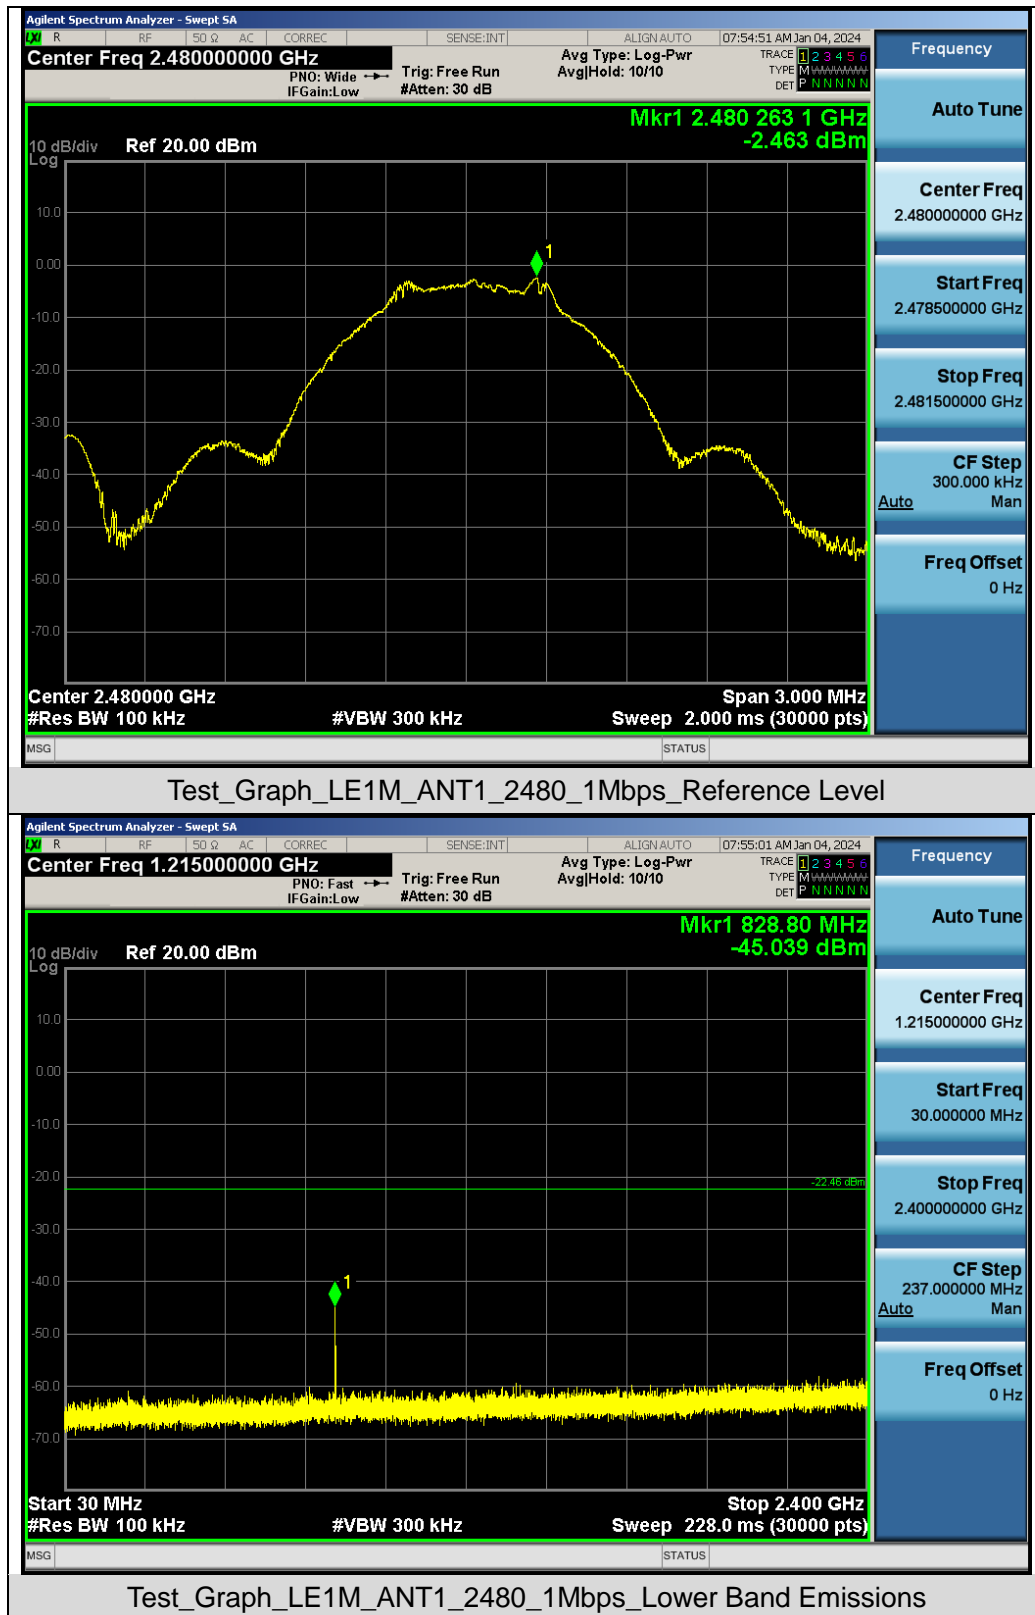 Agilent Spectrum Analyzer - Swept SA
LXI R RF 50 Ω AC CORREC SENSE:INT ALIGN AUTO 07:54:51 AM Jan 04, 2024
Center Freq 2.480000000 GHz Avg Type: Log-Pwr TRACE 1 2 3 4 5 6
PNO: Wide Trig: Free Run Avg|Hold: 10/10 TYPE M WWWWW
IFGain:Low #Atten: 30 dB DET P N N N N N
Mkr1 2.480 263 1 GHz
-2.463 dBm
10 dB/div Ref 20.00 dBm
Log
10.0
0.00
-10.0
-20.0
-30.0
-40.0
-50.0
-60.0
-70.0
1
Center 2.480000 GHz Span 3.000 MHz
#Res BW 100 kHz #VBW 300 kHz Sweep 2.000 ms (30000 pts)
MSG STATUS
Frequency
Auto Tune
Center Freq
2.480000000 GHz
Start Freq
2.478500000 GHz
Stop Freq
2.481500000 GHz
CF Step
300.000 kHz
Auto Man
Freq Offset
0 Hz
Test_Graph_LE1M_ANT1_2480_1Mbps_Reference Level
Agilent Spectrum Analyzer - Swept SA
LXI R RF 50 Ω AC CORREC SENSE:INT ALIGN AUTO 07:55:01 AM Jan 04, 2024
Center Freq 1.215000000 GHz Avg Type: Log-Pwr TRACE 1 2 3 4 5 6
PNO: Fast Trig: Free Run Avg|Hold: 10/10 TYPE M WWWWW
IFGain:Low #Atten: 30 dB DET P N N N N N
Mkr1 828.80 MHz
-45.039 dBm
10 dB/div Ref 20.00 dBm
Log
10.0
0.00
-10.0
-20.0
-30.0
-40.0
-50.0
-60.0
-70.0
-22.46 dBm
1
Start 30 MHz Stop 2.400 GHz
#Res BW 100 kHz #VBW 300 kHz Sweep 228.0 ms (30000 pts)
MSG STATUS
Frequency
Auto Tune
Center Freq
1.215000000 GHz
Start Freq
30.000000 MHz
Stop Freq
2.400000000 GHz
CF Step
237.000000 MHz
Auto Man
Freq Offset
0 Hz
Test_Graph_LE1M_ANT1_2480_1Mbps_Lower Band Emissions